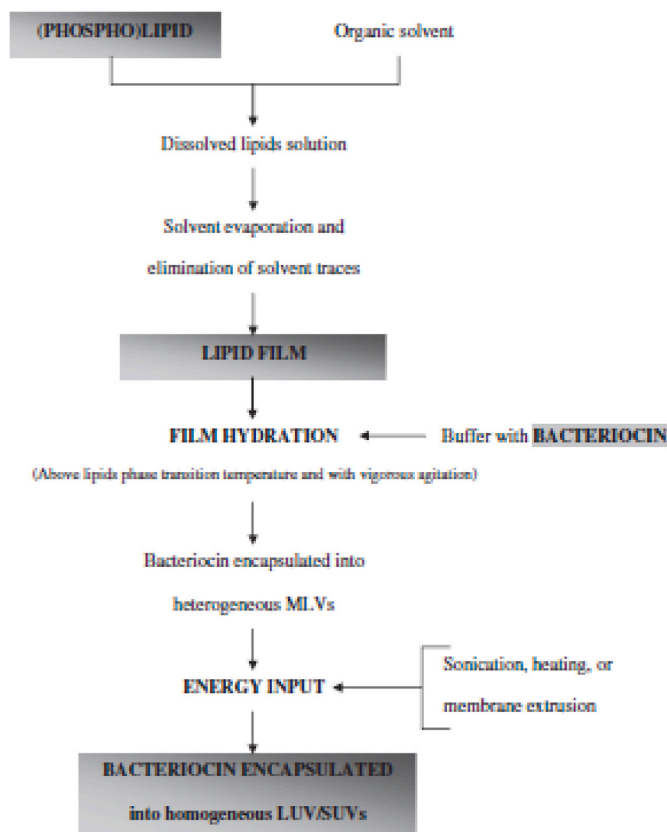 (PHOSPHO)LIPID
Organic solvent
Dissolved lipids solution
Solvent evaporation and
elimination of solvent traces
LIPID FILM
FILM HYDRATION
Buffer with BACTERIOCIN
(Above lipids phase transition temperature and with vigorous agitation)
Bacteriocin encapsulated into
heterogeneous MLVs
ENERGY INPUT
Sonication, heating, or
membrane extrusion
BACTERIOCIN ENCAPSULATED
into homogeneous LUV/SUVs